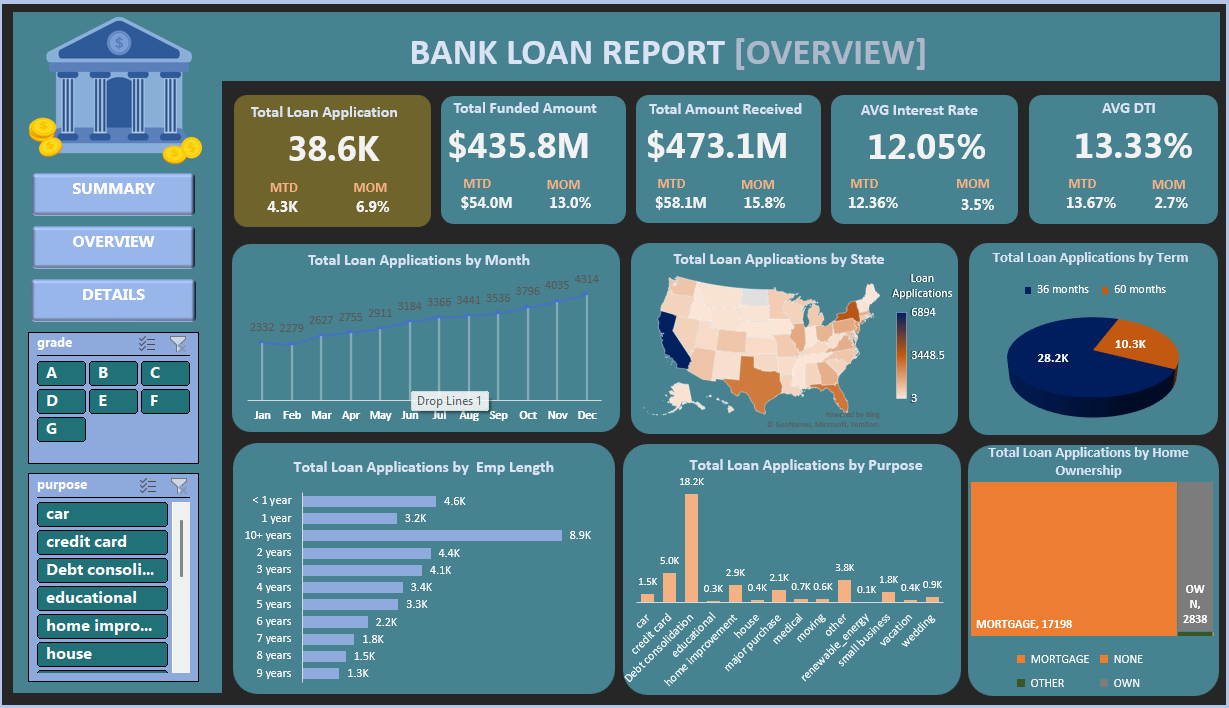 BANK LOAN REPORT [OVERVIEW]
$
SUMMARY
OVERVIEW
DETAILS
grade
A B C
D E F
G
purpose
car
credit card
Debt consoli...
educational
home impro...
house
Total Loan Application
38.6K
MTD MOM
4.3K 6.9%
Total Funded Amount
$435.8M
MTD MOM
$54.0M 13.0%
Total Amount Received
$473.1M
MTD MOM
$58.1M 15.8%
AVG Interest Rate
12.05%
MTD MOM
12.36% 3.5%
AVG DTI
13.33%
MTD MOM
13.67% 2.7%
Total Loan Applications by Month
2332 2279 2627 2755 2911 3184 3366 3441 3536 3796 4035 4314
Drop Lines 1
Jan Feb Mar Apr May Jun Jul Aug Sep Oct Nov Dec
Total Loan Applications by State
Loan
Applications
6894
3448.5
3
Powered by Bing
© GeoNames, Microsoft, TomTom
Total Loan Applications by Term
36 months 60 months
28.2K
10.3K
Total Loan Applications by Emp Length
< 1 year 4.6K
1 year 3.2K
10+ years 8.9K
2 years 4.4K
3 years 4.1K
4 years 3.4K
5 years 3.3K
6 years 2.2K
7 years 1.8K
8 years 1.5K
9 years 1.3K
Total Loan Applications by Purpose
1.5K 5.0K 18.2K 0.3K 2.9K 0.4K 2.1K 0.7K 0.6K 3.8K 0.1K 1.8K 0.4K 0.9K
car
credit card
Debt consolidation
educational
home improvement
house
major purchase
medical
moving
other
renewable_energy
small business
vacation
wedding
Total Loan Applications by Home
Ownership
MORTGAGE, 17198
OW
N,
2838
MORTGAGE NONE
OTHER OWN